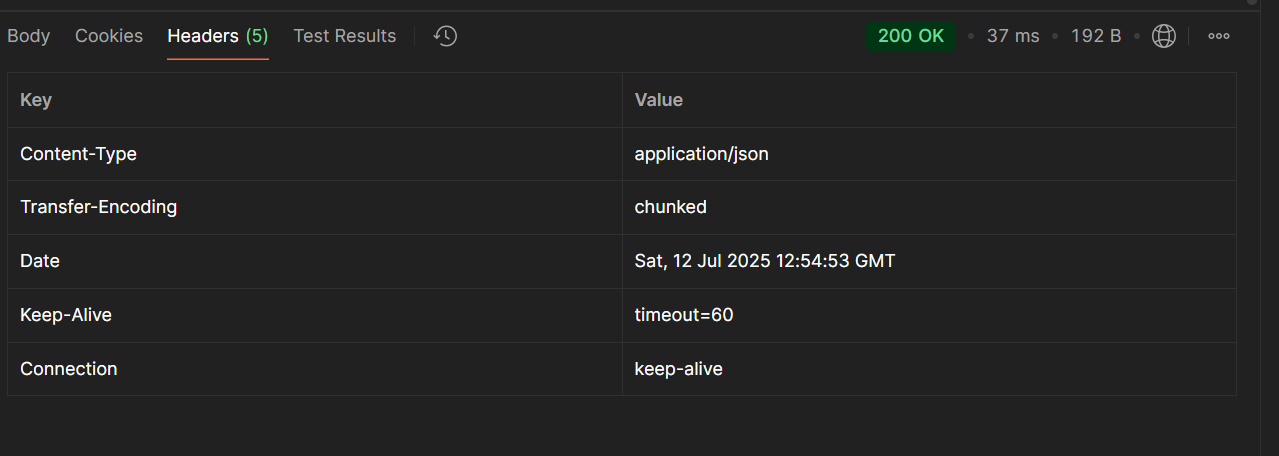 Body Cookies Headers (5) Test Results 200 OK • 37 ms • 192 B •
Key Value
Content-Type application/json
Transfer-Encoding chunked
Date Sat, 12 Jul 2025 12:54:53 GMT
Keep-Alive timeout=60
Connection keep-alive